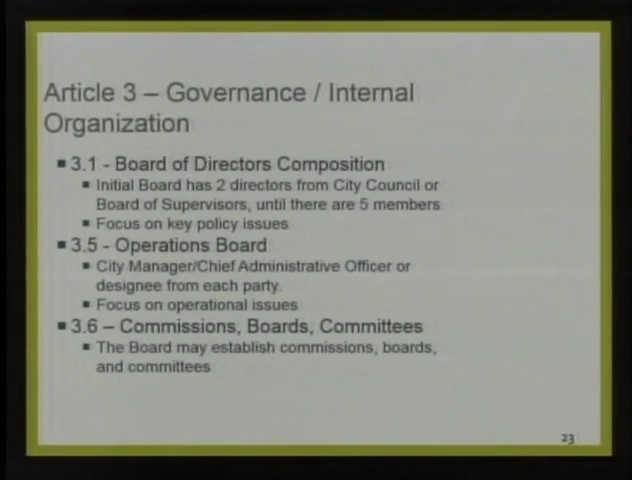 Article 3 – Governance / Internal
Organization
3.1 - Board of Directors Composition
Initial Board has 2 directors from City Council or
Board of Supervisors, until there are 5 members
Focus on key policy issues
3.5 - Operations Board
City Manager/Chief Administrative Officer or
designee from each party.
Focus on operational issues
3.6 – Commissions, Boards, Committees
The Board may establish commissions, boards,
and committees
23